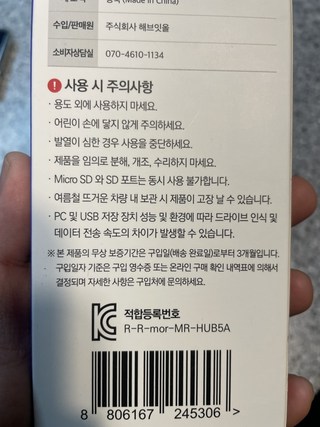 중국 (Made in China)
수입/판매원 주식회사 해브잇올
소비자상담실 070-4610-1134
! 사용 시 주의사항
· 용도 외에 사용하지 마세요.
· 어린이 손에 닿지 않게 주의하세요.
· 발열이 심한 경우 사용을 중단하세요.
· 제품을 임의로 분해, 개조, 수리하지 마세요.
· Micro SD 와 SD 포트는 동시 사용 불가합니다.
· 여름철 뜨거운 차량 내 보관 시 제품이 고장 날 수 있습니다.
· PC 및 USB 저장 장치 성능 및 환경에 따라 드라이브 인식 및
데이터 전송 속도의 차이가 발생할 수 있습니다.
※ 본 제품의 무상 보증기간은 구입일(배송 완료일)로부터 3개월입니다.
구입일자 기준은 구입 영수증 또는 온라인 구매 확인 내역표에 의해서
결정되며 자세한 사항은 구입처에 문의하세요.
적합등록번호
R-R-mor-MR-HUB5A
8 806167 245306 >